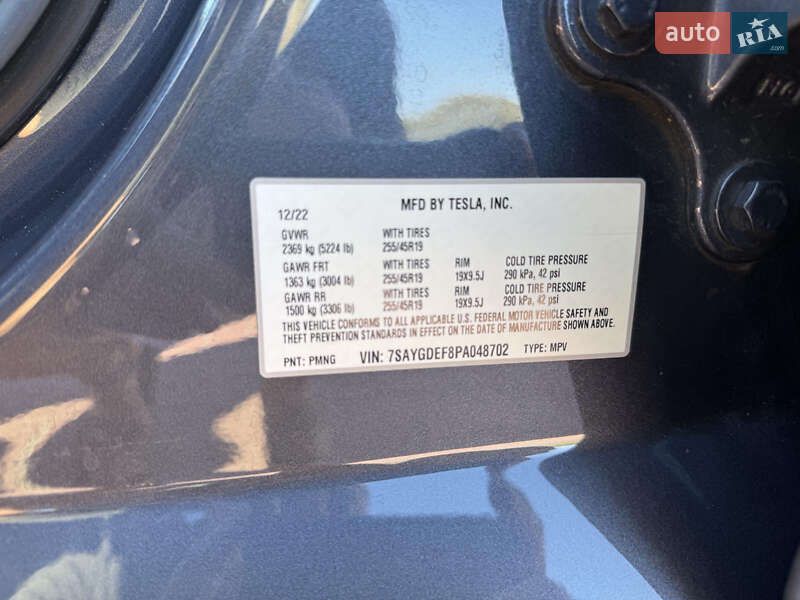 auto RIA.com
12/22 MFD BY TESLA, INC.
GVWR WITH TIRES
2369 kg (5224 lb) 255/45R19
GAWR FRT WITH TIRES RIM COLD TIRE PRESSURE
1363 kg (3004 lb) 255/45R19 19X9.5J 290 kPa, 42 psi
GAWR RR WITH TIRES RIM COLD TIRE PRESSURE
1500 kg (3306 lb) 255/45R19 19X9.5J 290 kPa, 42 psi
THIS VEHICLE CONFORMS TO ALL APPLICABLE U.S. FEDERAL MOTOR VEHICLE SAFETY AND
THEFT PREVENTION STANDARDS IN EFFECT ON THE DATE OF MANUFACTURE SHOWN ABOVE.
PNT: PMNG VIN: 7SAYGDEF8PA048702 TYPE: MPV